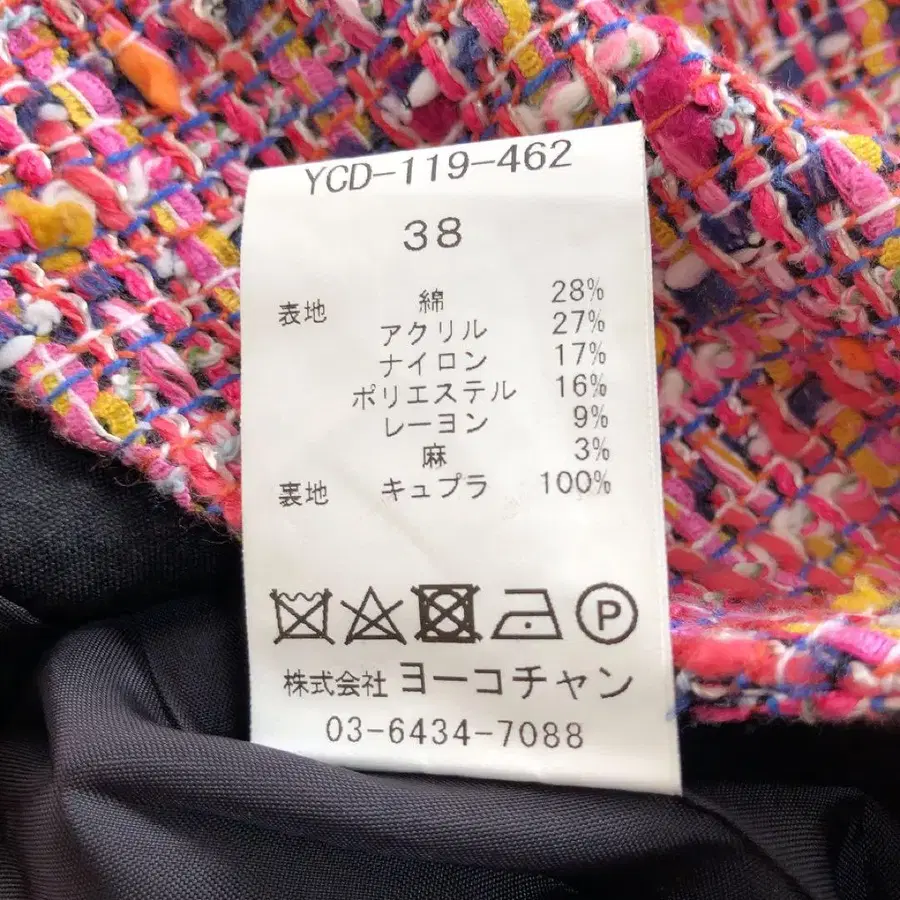 YCD-119-462
38
表地 綿 28%
アクリル 27%
ナイロン 17%
ポリエステル 16%
レーヨン 9%
麻 3%
裏地 キュプラ 100%
P
株式会社 ヨーコチャン
03-6434-7088